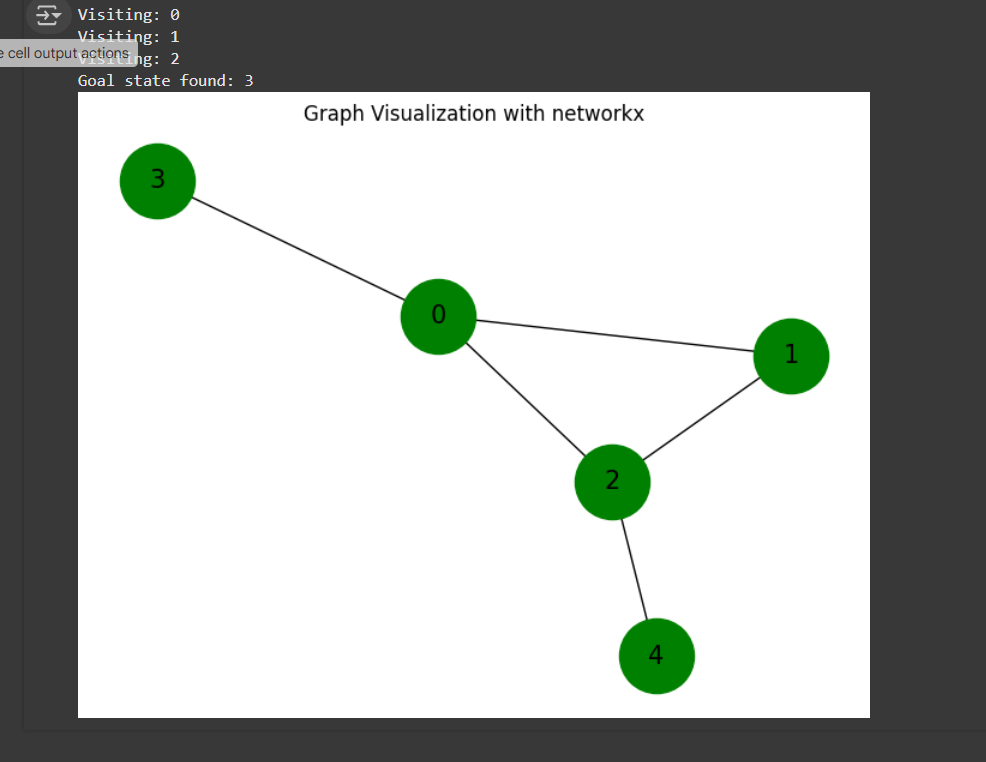 Visiting: 0
Visiting: 1
e cell output actions
Visiting: 2
Goal state found: 3
Graph Visualization with networkx
3
0
1
2
4